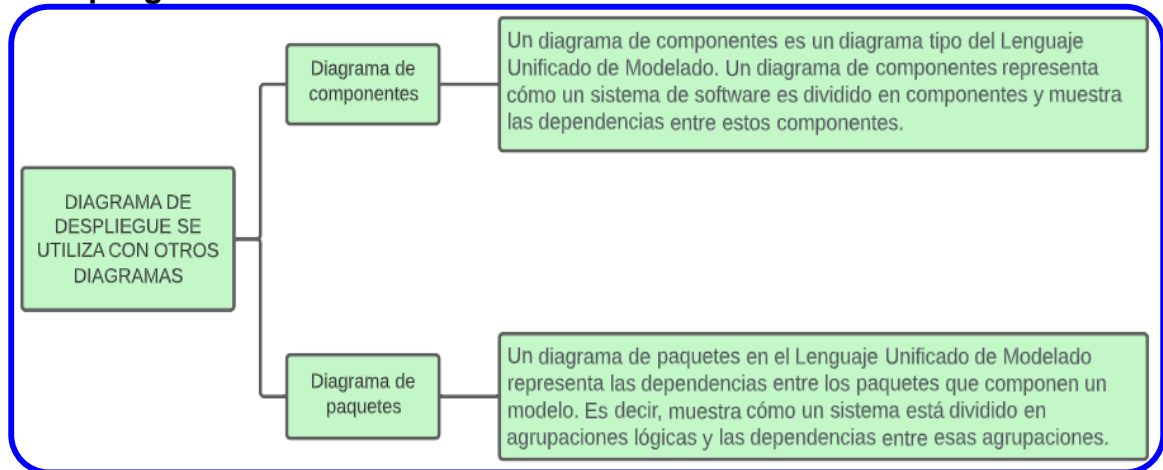 DIAGRAMA DE
DESPLIEGUE SE
UTILIZA CON OTROS
DIAGRAMAS
Diagrama de
componentes
Un diagrama de componentes es un diagrama tipo del Lenguaje
Unificado de Modelado. Un diagrama de componentes representa
cómo un sistema de software es dividido en componentes y muestra
las dependencias entre estos componentes.
Diagrama de
paquetes
Un diagrama de paquetes en el Lenguaje Unificado de Modelado
representa las dependencias entre los paquetes que componen un
modelo. Es decir, muestra cómo un sistema está dividido en
agrupaciones lógicas y las dependencias entre esas agrupaciones.